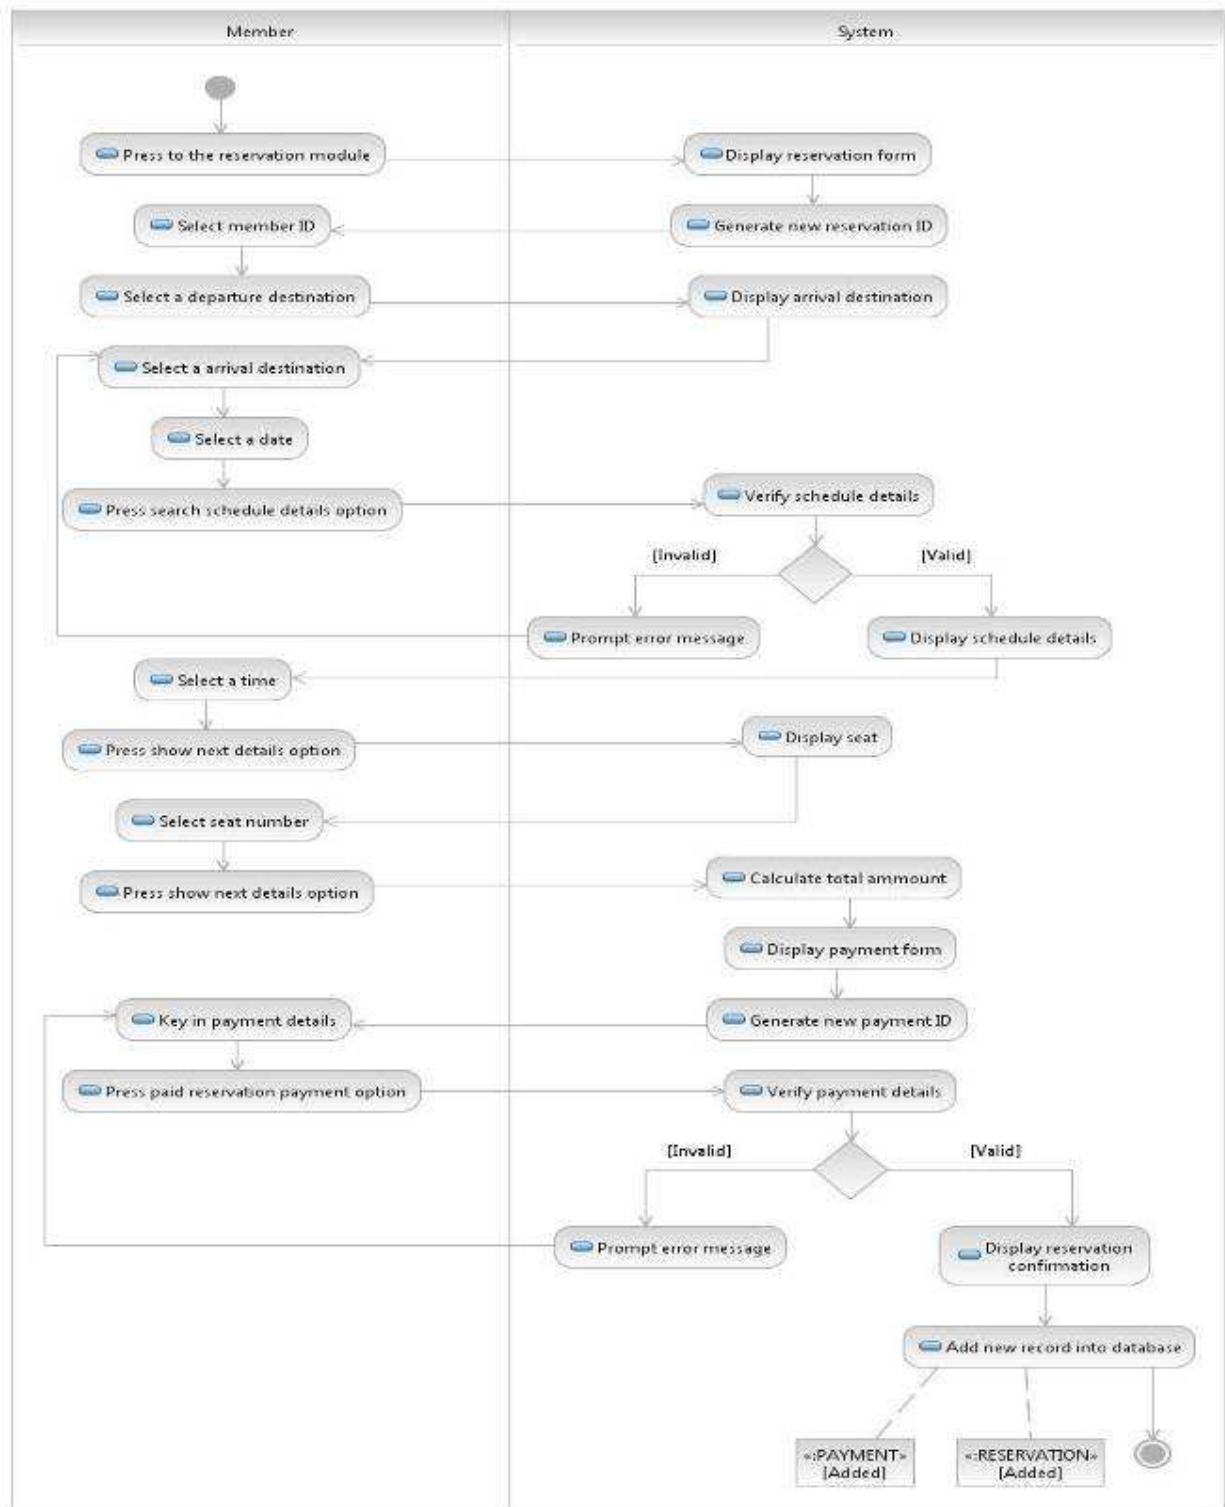 Member
System
Press to the reservation module
Display reservation form
Select member ID
Generate new reservation ID
Select a departure destination
Display arrival destination
Select a arrival destination
Select a date
Press search schedule details option
Verify schedule details
[Invalid]
[Valid]
Prompt error message
Display schedule details
Select a time
Press show next details option
Display seat
Select seat number
Press show next details option
Calculate total ammount
Display payment form
Key in payment details
Generate new payment ID
Press paid reservation payment option
Verify payment details
[Invalid]
[Valid]
Prompt error message
Display reservation
confirmation
Add new record into database
«:PAYMENT»
[Added]
«:RESERVATION»
[Added]